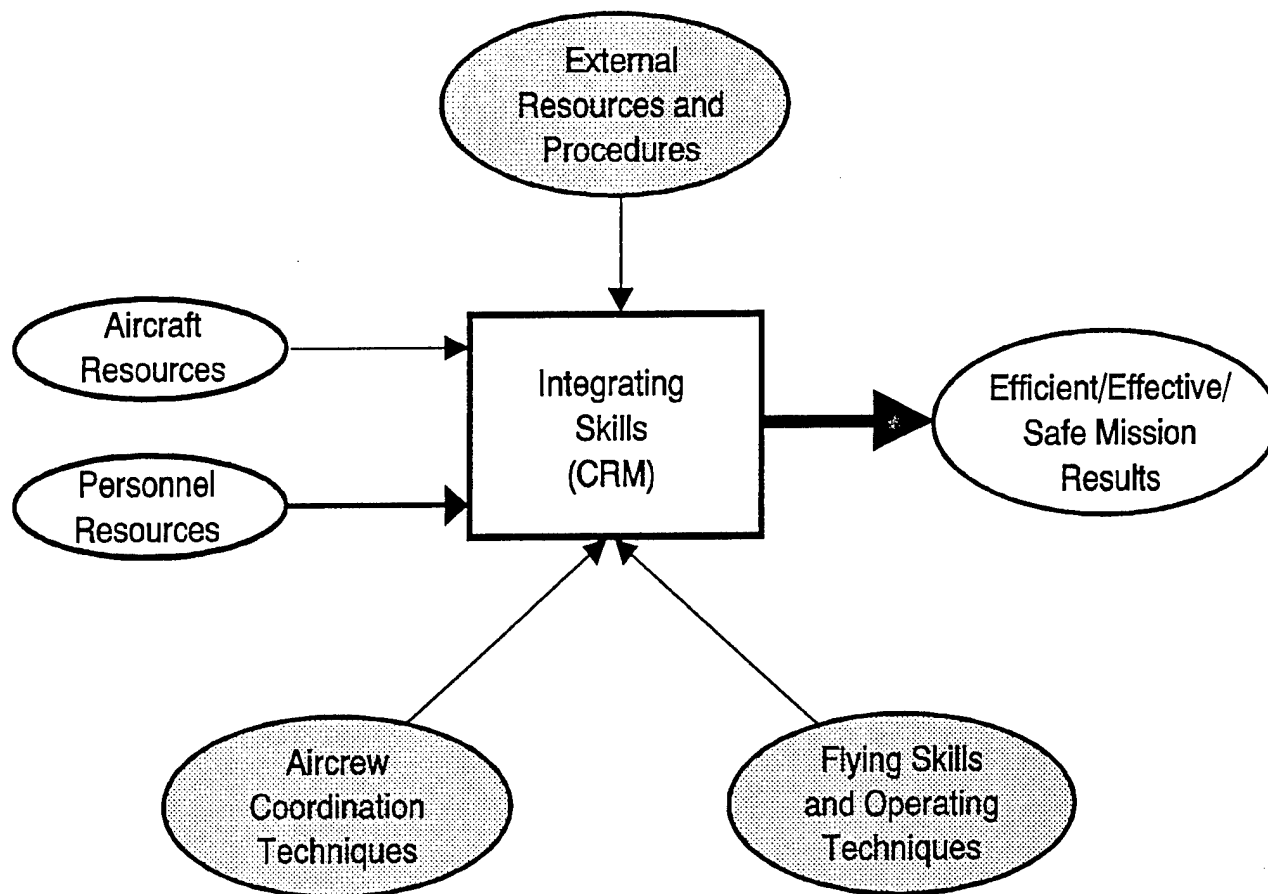 External
Resources and
Procedures
Aircraft
Resources
Integrating
Skills
(CRM)
Efficient/Effective/
Safe Mission
Results
Personnel
Resources
Aircrew
Coordination
Techniques
Flying Skills
and Operating
Techniques